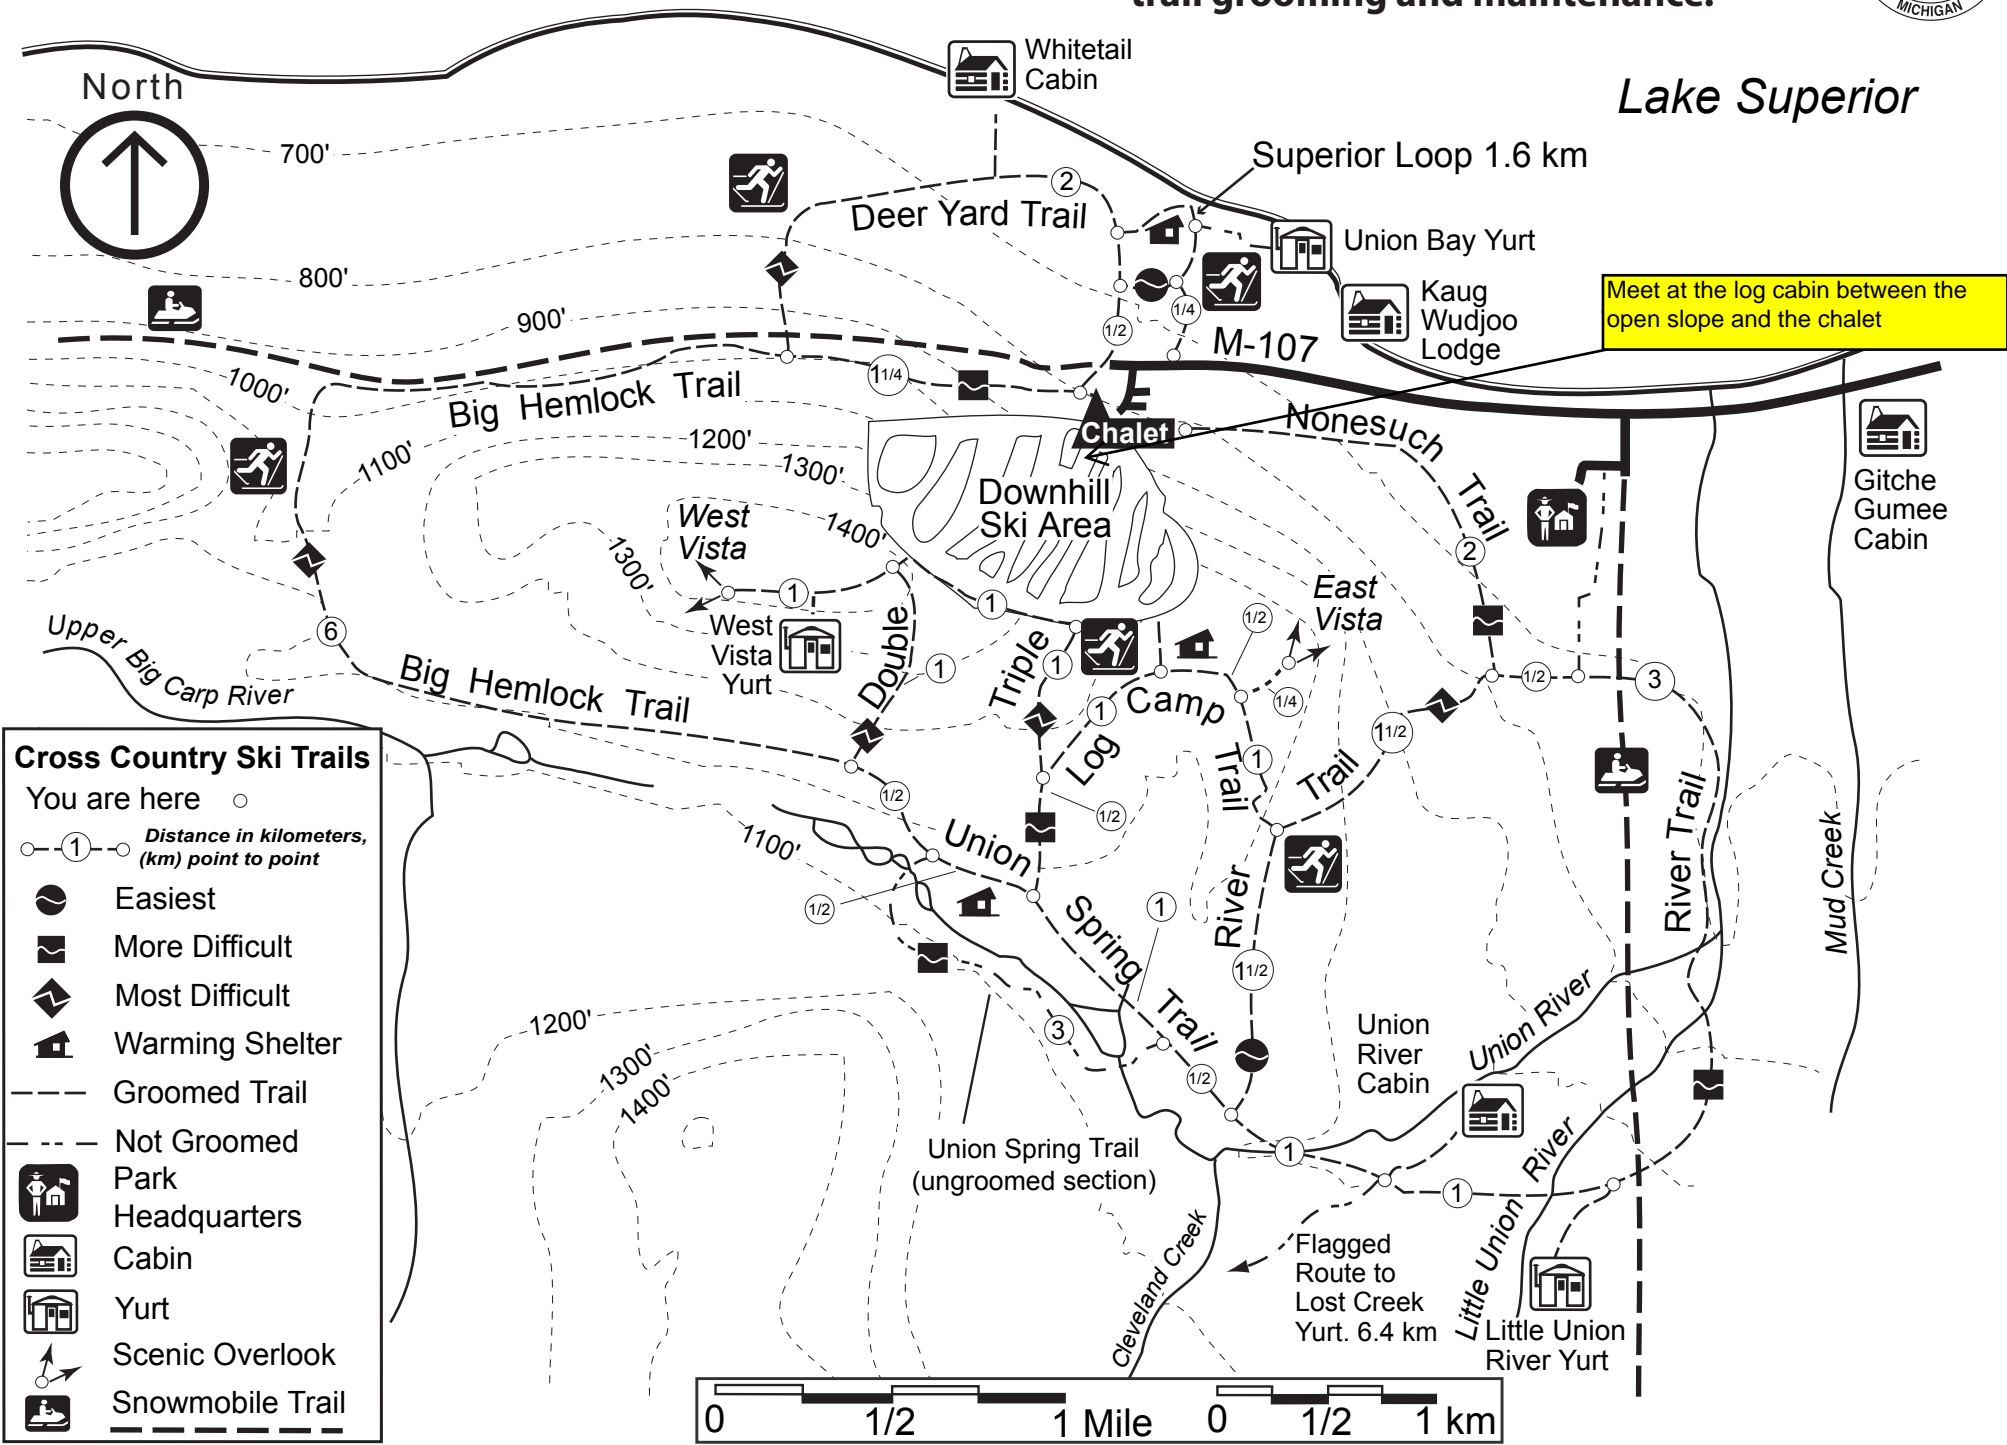 trail grooming and maintenance.
MICHIGAN
North
Whitetail
Cabin
Lake Superior
700'
Superior Loop 1.6 km
2
Deer Yard Trail
Union Bay Yurt
800'
Kaug
Wudjoo
Lodge
Meet at the log cabin between the
open slope and the chalet
900'
1/4
1/2
M-107
1000'
1 1/4
Big Hemlock Trail
Nonesuch
Trail
Chalet
1100'
1200'
1300'
Downhill
Ski Area
Gitche
Gumee
Cabin
West
Vista
1400'
1300'
2
East
Vista
1
1
1/2
West
Vista
Yurt
Double
Triple
1
1
6
Upper Big Carp River
Big Hemlock Trail
1/2
3
1/4
Log
Camp
Trail
1
1
1 1/2
River
Trail
1 1/2
River Trail
Mud Creek
1/2
1/2
1100'
Union
Spring
Trail
1/2
1
3
1/2
1200'
1300'
1400'
Union
River
Cabin
Union River
Union Spring Trail
(ungroomed section)
1
1
Little Union River
Cleveland Creek
Flagged
Route to
Lost Creek
Yurt. 6.4 km
Little Union
River Yurt
Cross Country Ski Trails
You are here
1
Distance in kilometers,
(km) point to point
Easiest
More Difficult
Most Difficult
Warming Shelter
Groomed Trail
Not Groomed
Park
Headquarters
Cabin
Yurt
Scenic Overlook
Snowmobile Trail
0 1/2 1 Mile 0 1/2 1 km